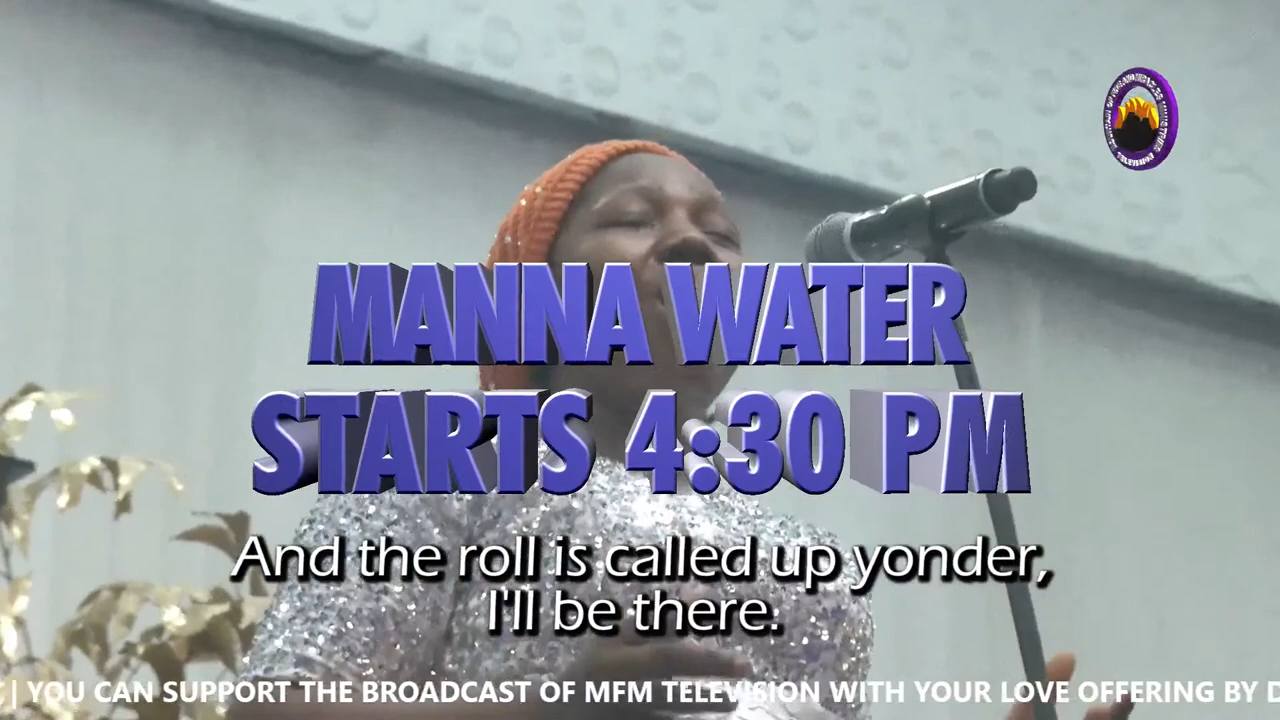 MANNA WATER
STARTS 4:30 PM
And the roll is called up yonder,
I'll be there.
| YOU CAN SUPPORT THE BROADCAST OF MFM TELEVISION WITH YOUR LOVE OFFERING BY
TELEVISION